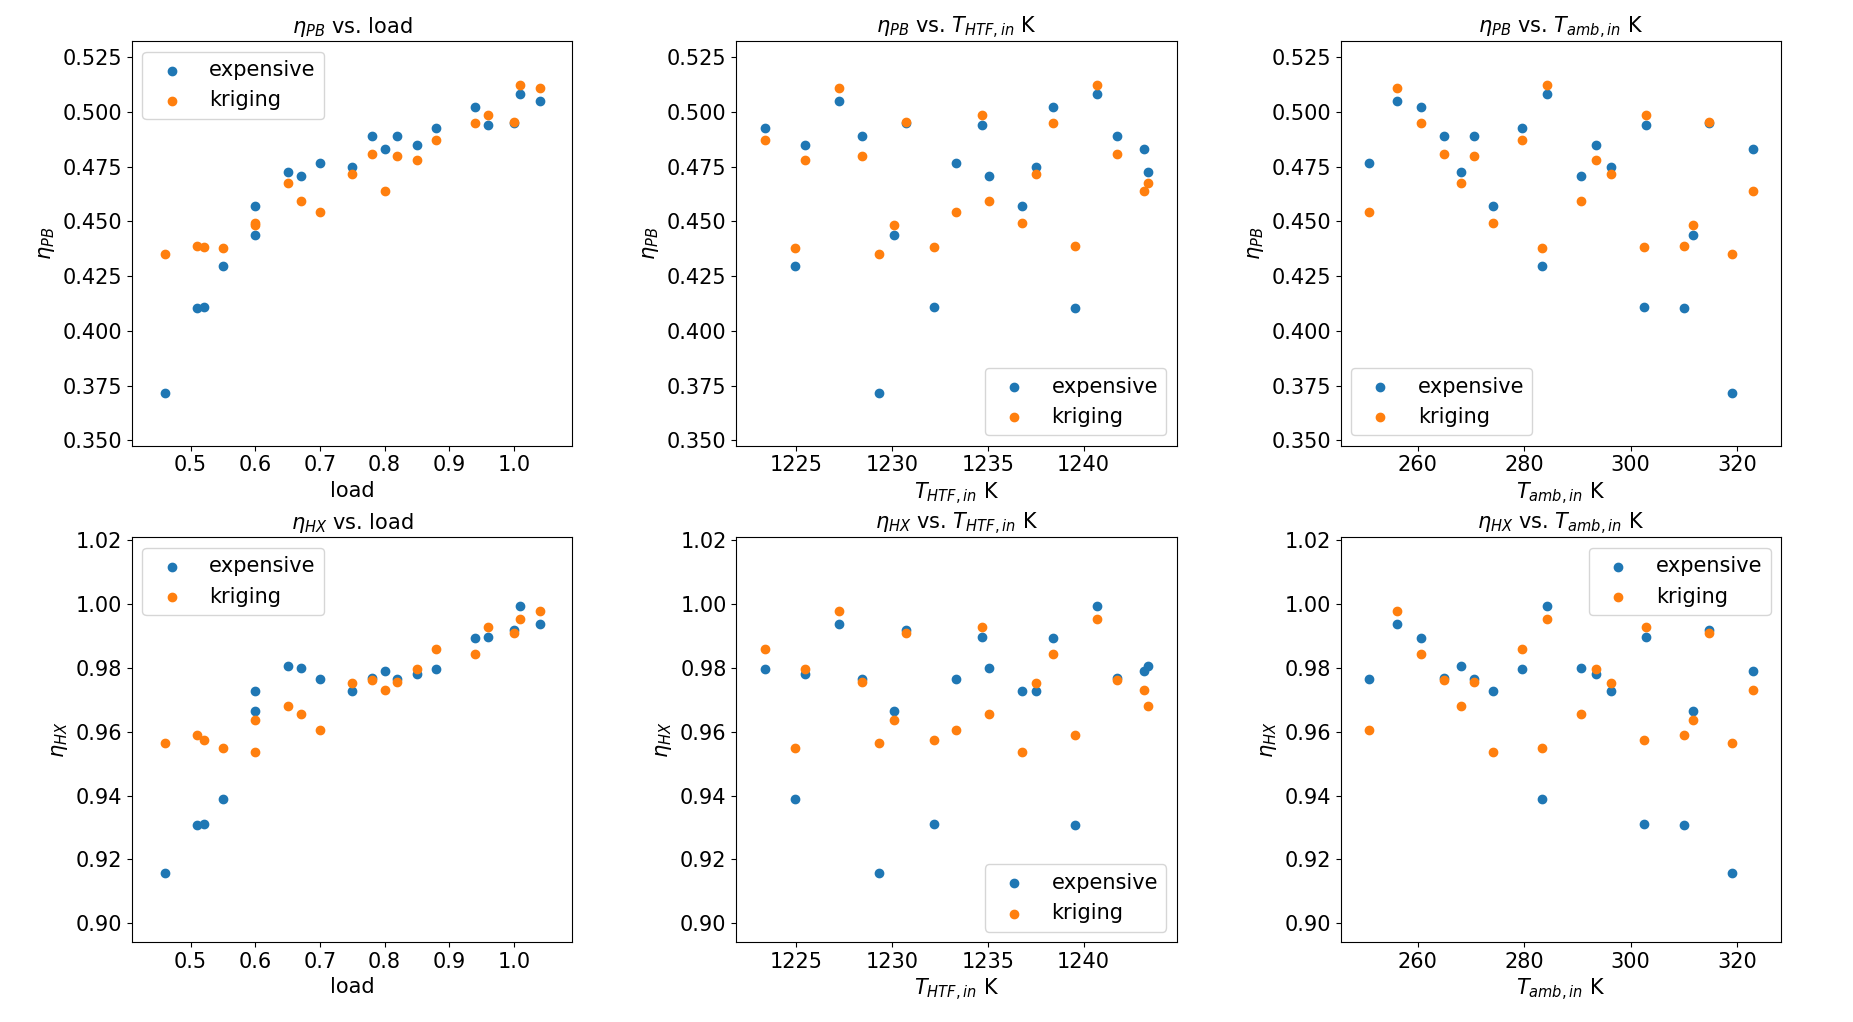 η_PB vs. load
0.525
0.500
0.475
0.450
0.425
0.400
0.375
0.350
η_PB
expensive
kriging
0.5 0.6 0.7 0.8 0.9 1.0
load
η_PB vs. T_HTF,in K
0.525
0.500
0.475
0.450
0.425
0.400
0.375
0.350
η_PB
expensive
kriging
1225 1230 1235 1240
T_HTF,in K
η_PB vs. T_amb,in K
0.525
0.500
0.475
0.450
0.425
0.400
0.375
0.350
η_PB
expensive
kriging
260 280 300 320
T_amb,in K
η_HX vs. load
1.02
1.00
0.98
0.96
0.94
0.92
0.90
η_HX
expensive
kriging
0.5 0.6 0.7 0.8 0.9 1.0
load
η_HX vs. T_HTF,in K
1.02
1.00
0.98
0.96
0.94
0.92
0.90
η_HX
expensive
kriging
1225 1230 1235 1240
T_HTF,in K
η_HX vs. T_amb,in K
1.02
1.00
0.98
0.96
0.94
0.92
0.90
η_HX
expensive
kriging
260 280 300 320
T_amb,in K